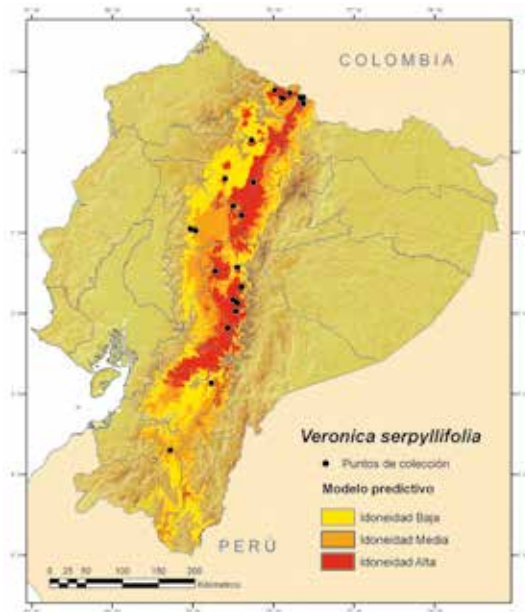 COLOMBIA
Veronica serpyllifolia
Puntos de colección
Modelo predictivo
Idoneidad Baja
Idoneidad Media
Idoneidad Alta
PERÚ
0 25 50 100 150 200
Kilómetros